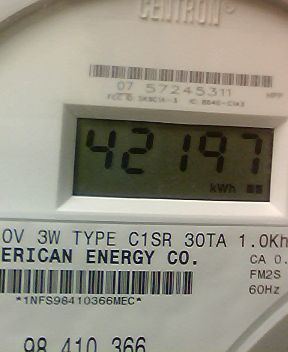 CENTRON®
07 57245311
42197
kWh
0V 3W TYPE C1SR 30TA 1.0Kh
ERICAN ENERGY CO.
CA 0.
FM2S
60Hz
*1NFS98410366MEC*
98 410 366